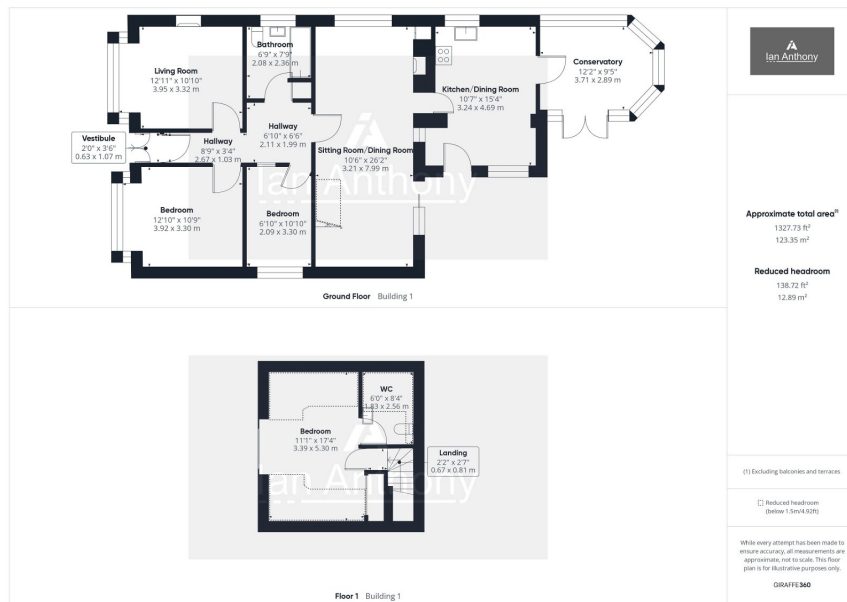 Bathroom
6'9" x 7'9"
2.08 x 2.36 m
Living Room
12'11" x 10'10"
3.95 x 3.32 m
Conservatory
12'2" x 9'5"
3.71 x 2.89 m
Kitchen/Dining Room
10'7" x 15'4"
3.24 x 4.69 m
Hallway
6'10" x 6'6"
2.11 x 1.99 m
Vestibule
2'0" x 3'6"
0.63 x 1.07 m
Hallway
8'9" x 3'4"
2.67 x 1.03 m
Sitting Room/Dining Room
10'6" x 26'2"
3.21 x 7.99 m
Ian Anthony
Bedroom
12'10" x 10'9"
3.92 x 3.30 m
Bedroom
6'10" x 10'10"
2.09 x 3.30 m
Ground Floor Building 1
WC
6'0" x 8'4"
1.83 x 2.56 m
Bedroom
11'1" x 17'4"
3.39 x 5.30 m
Landing
2'2" x 2'7"
0.67 x 0.81 m
Ian Anthony
Floor 1 Building 1
Ian Anthony
Approximate total area⁽¹⁾
1327.73 ft²
123.35 m²
Reduced headroom
138.72 ft²
12.89 m²
(1) Excluding balconies and terraces
Reduced headroom
(below 1.5m/4.92ft)
While every attempt has been made to
ensure accuracy, all measurements are
approximate, not to scale. This floor
plan is for illustrative purposes only.
GIRAFFE360